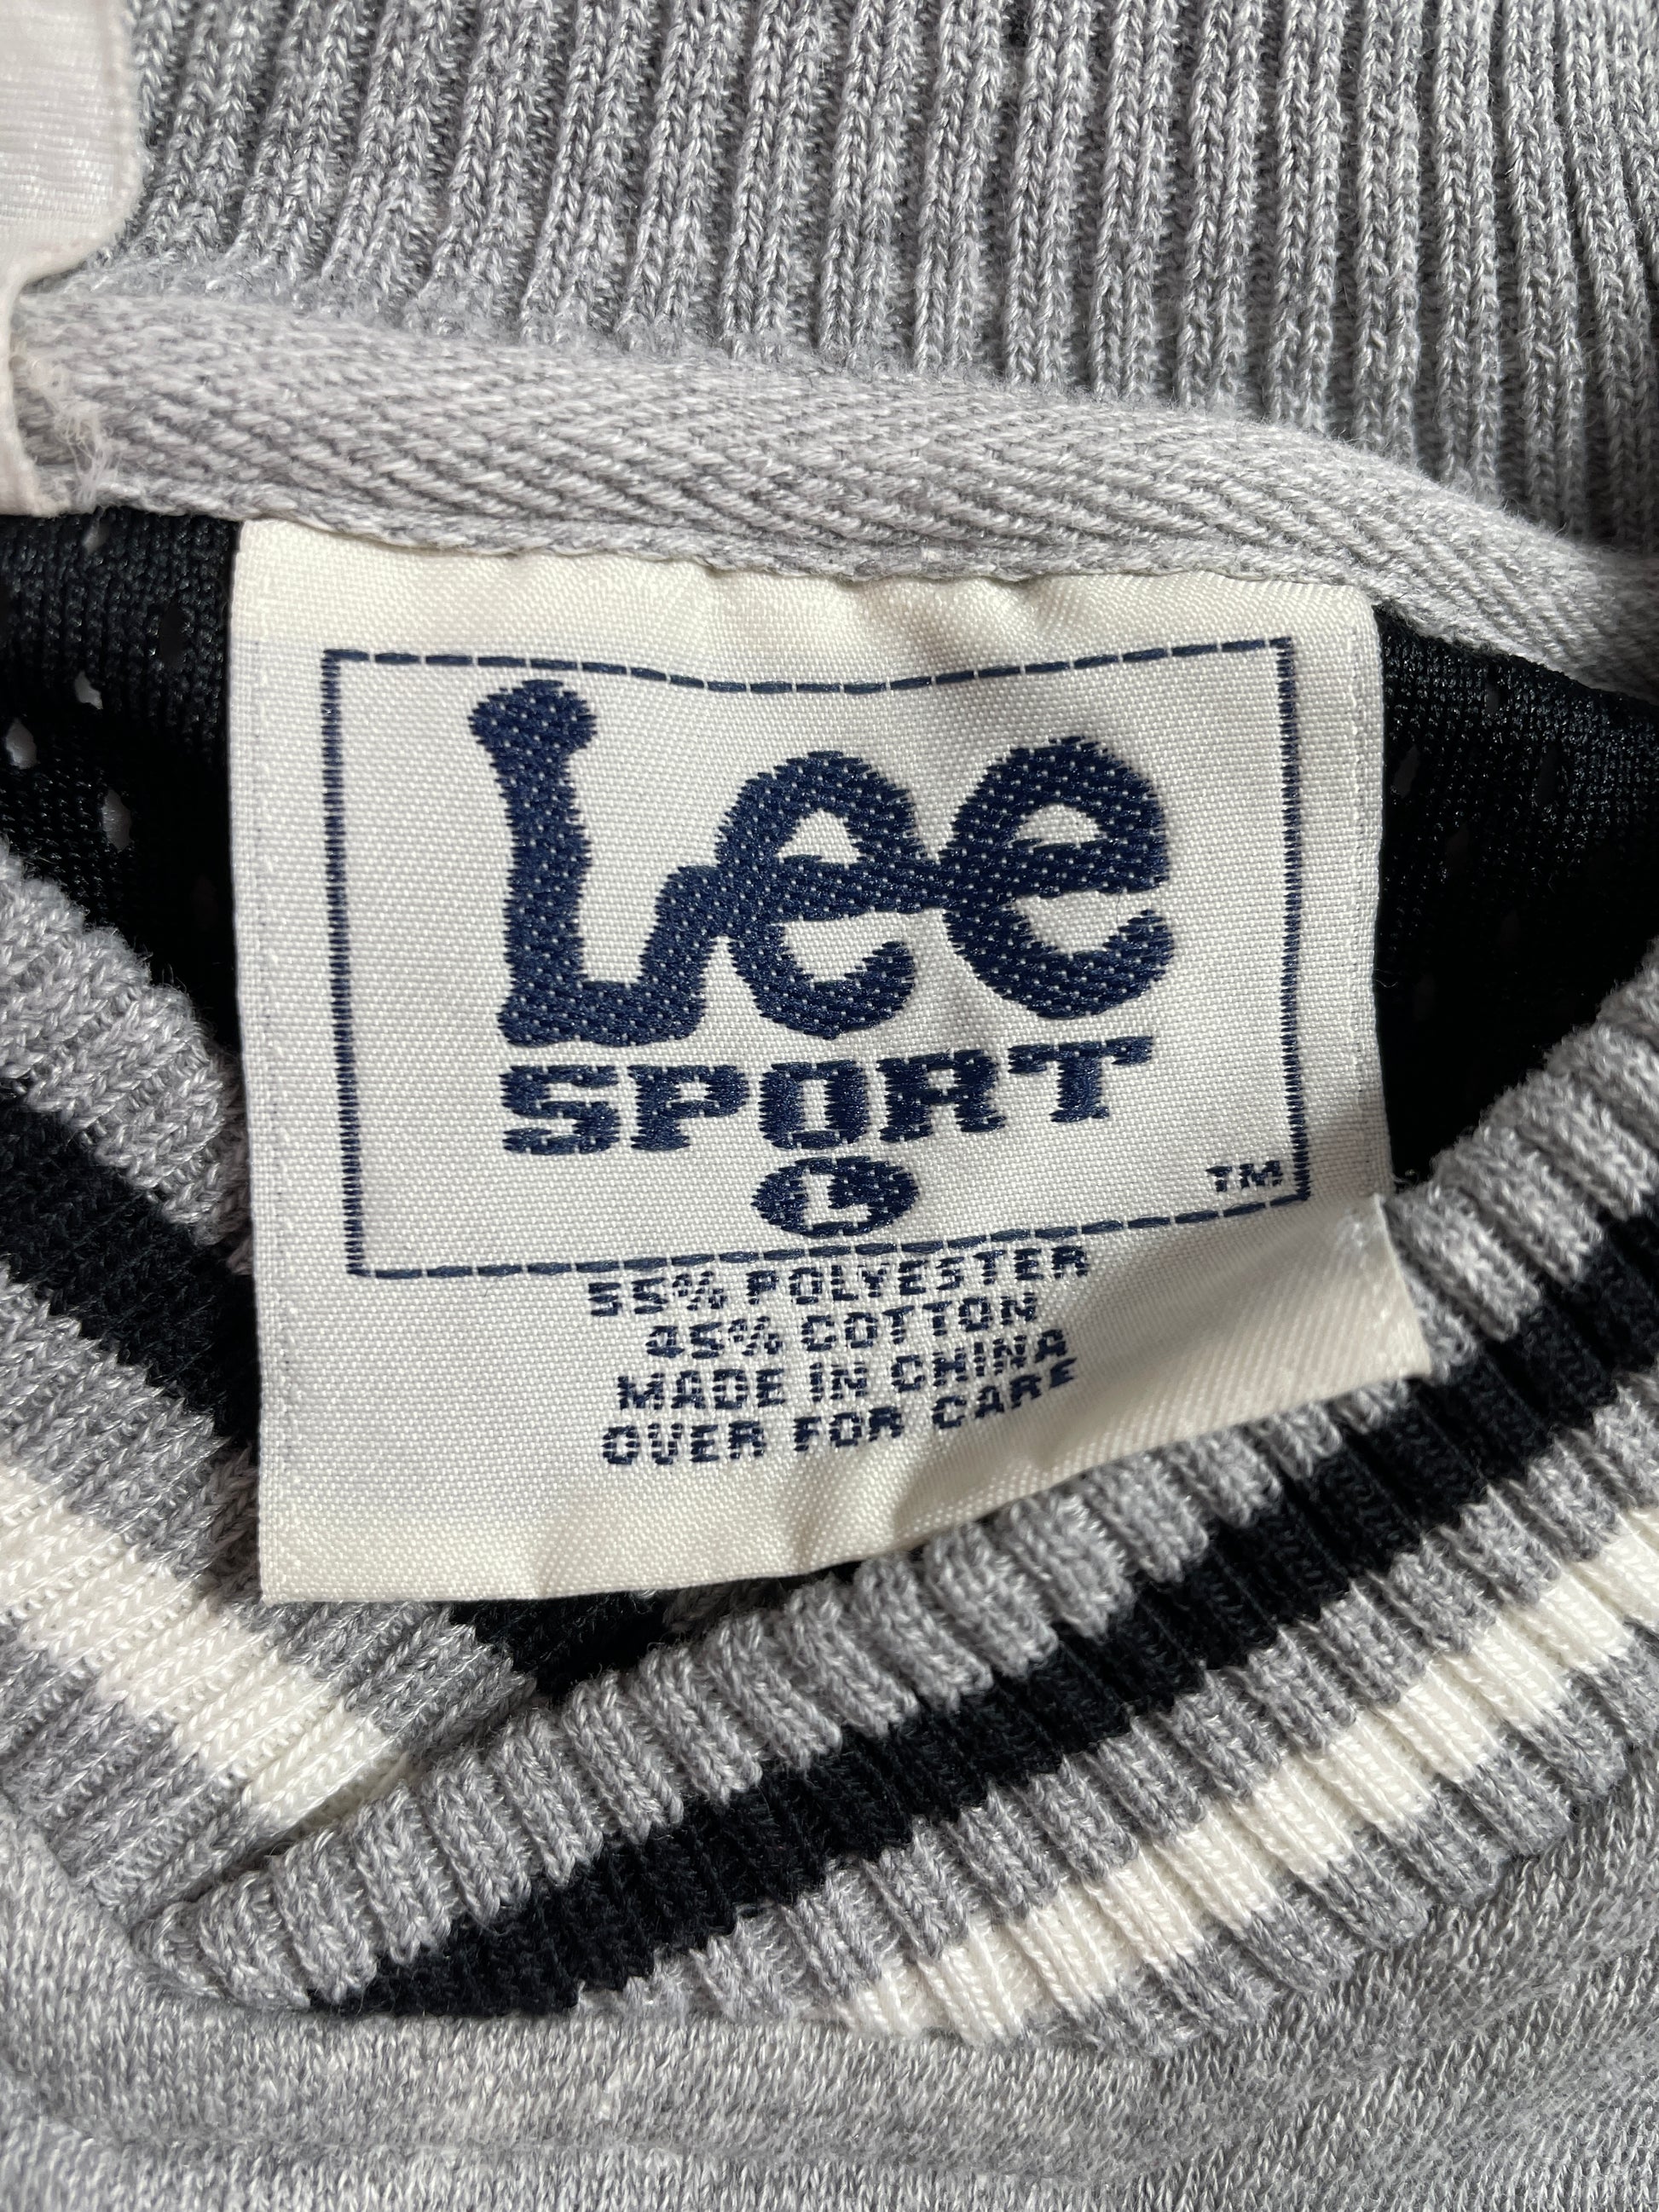 Lee
SPORT
L
TM
55% POLYESTER
45% COTTON
MADE IN CHINA
OVER FOR CARE